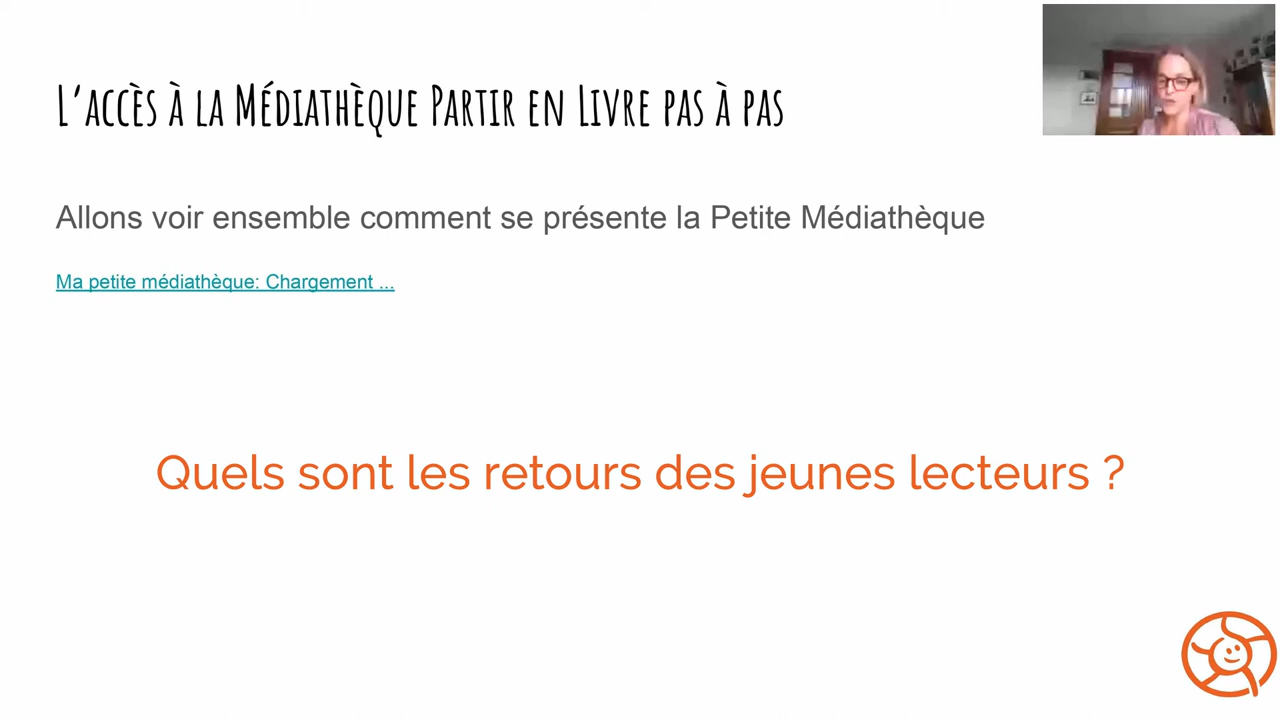 L’accès à la Médiathèque Partir en Livre pas à pas
Allons voir ensemble comment se présente la Petite Médiathèque
Ma petite médiathèque: Chargement ...
Quels sont les retours des jeunes lecteurs ?